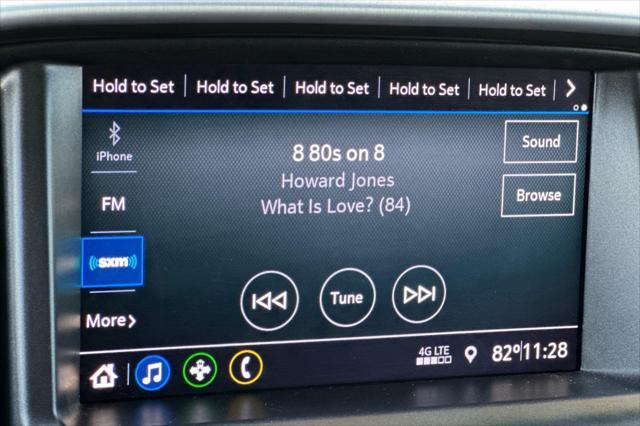 Hold to Set Hold to Set Hold to Set Hold to Set Hold to Set
iPhone
8 80s on 8
Howard Jones
What Is Love? (84)
Sound
FM
Browse
sxm
Tune
More
4G LTE
82° 11:28